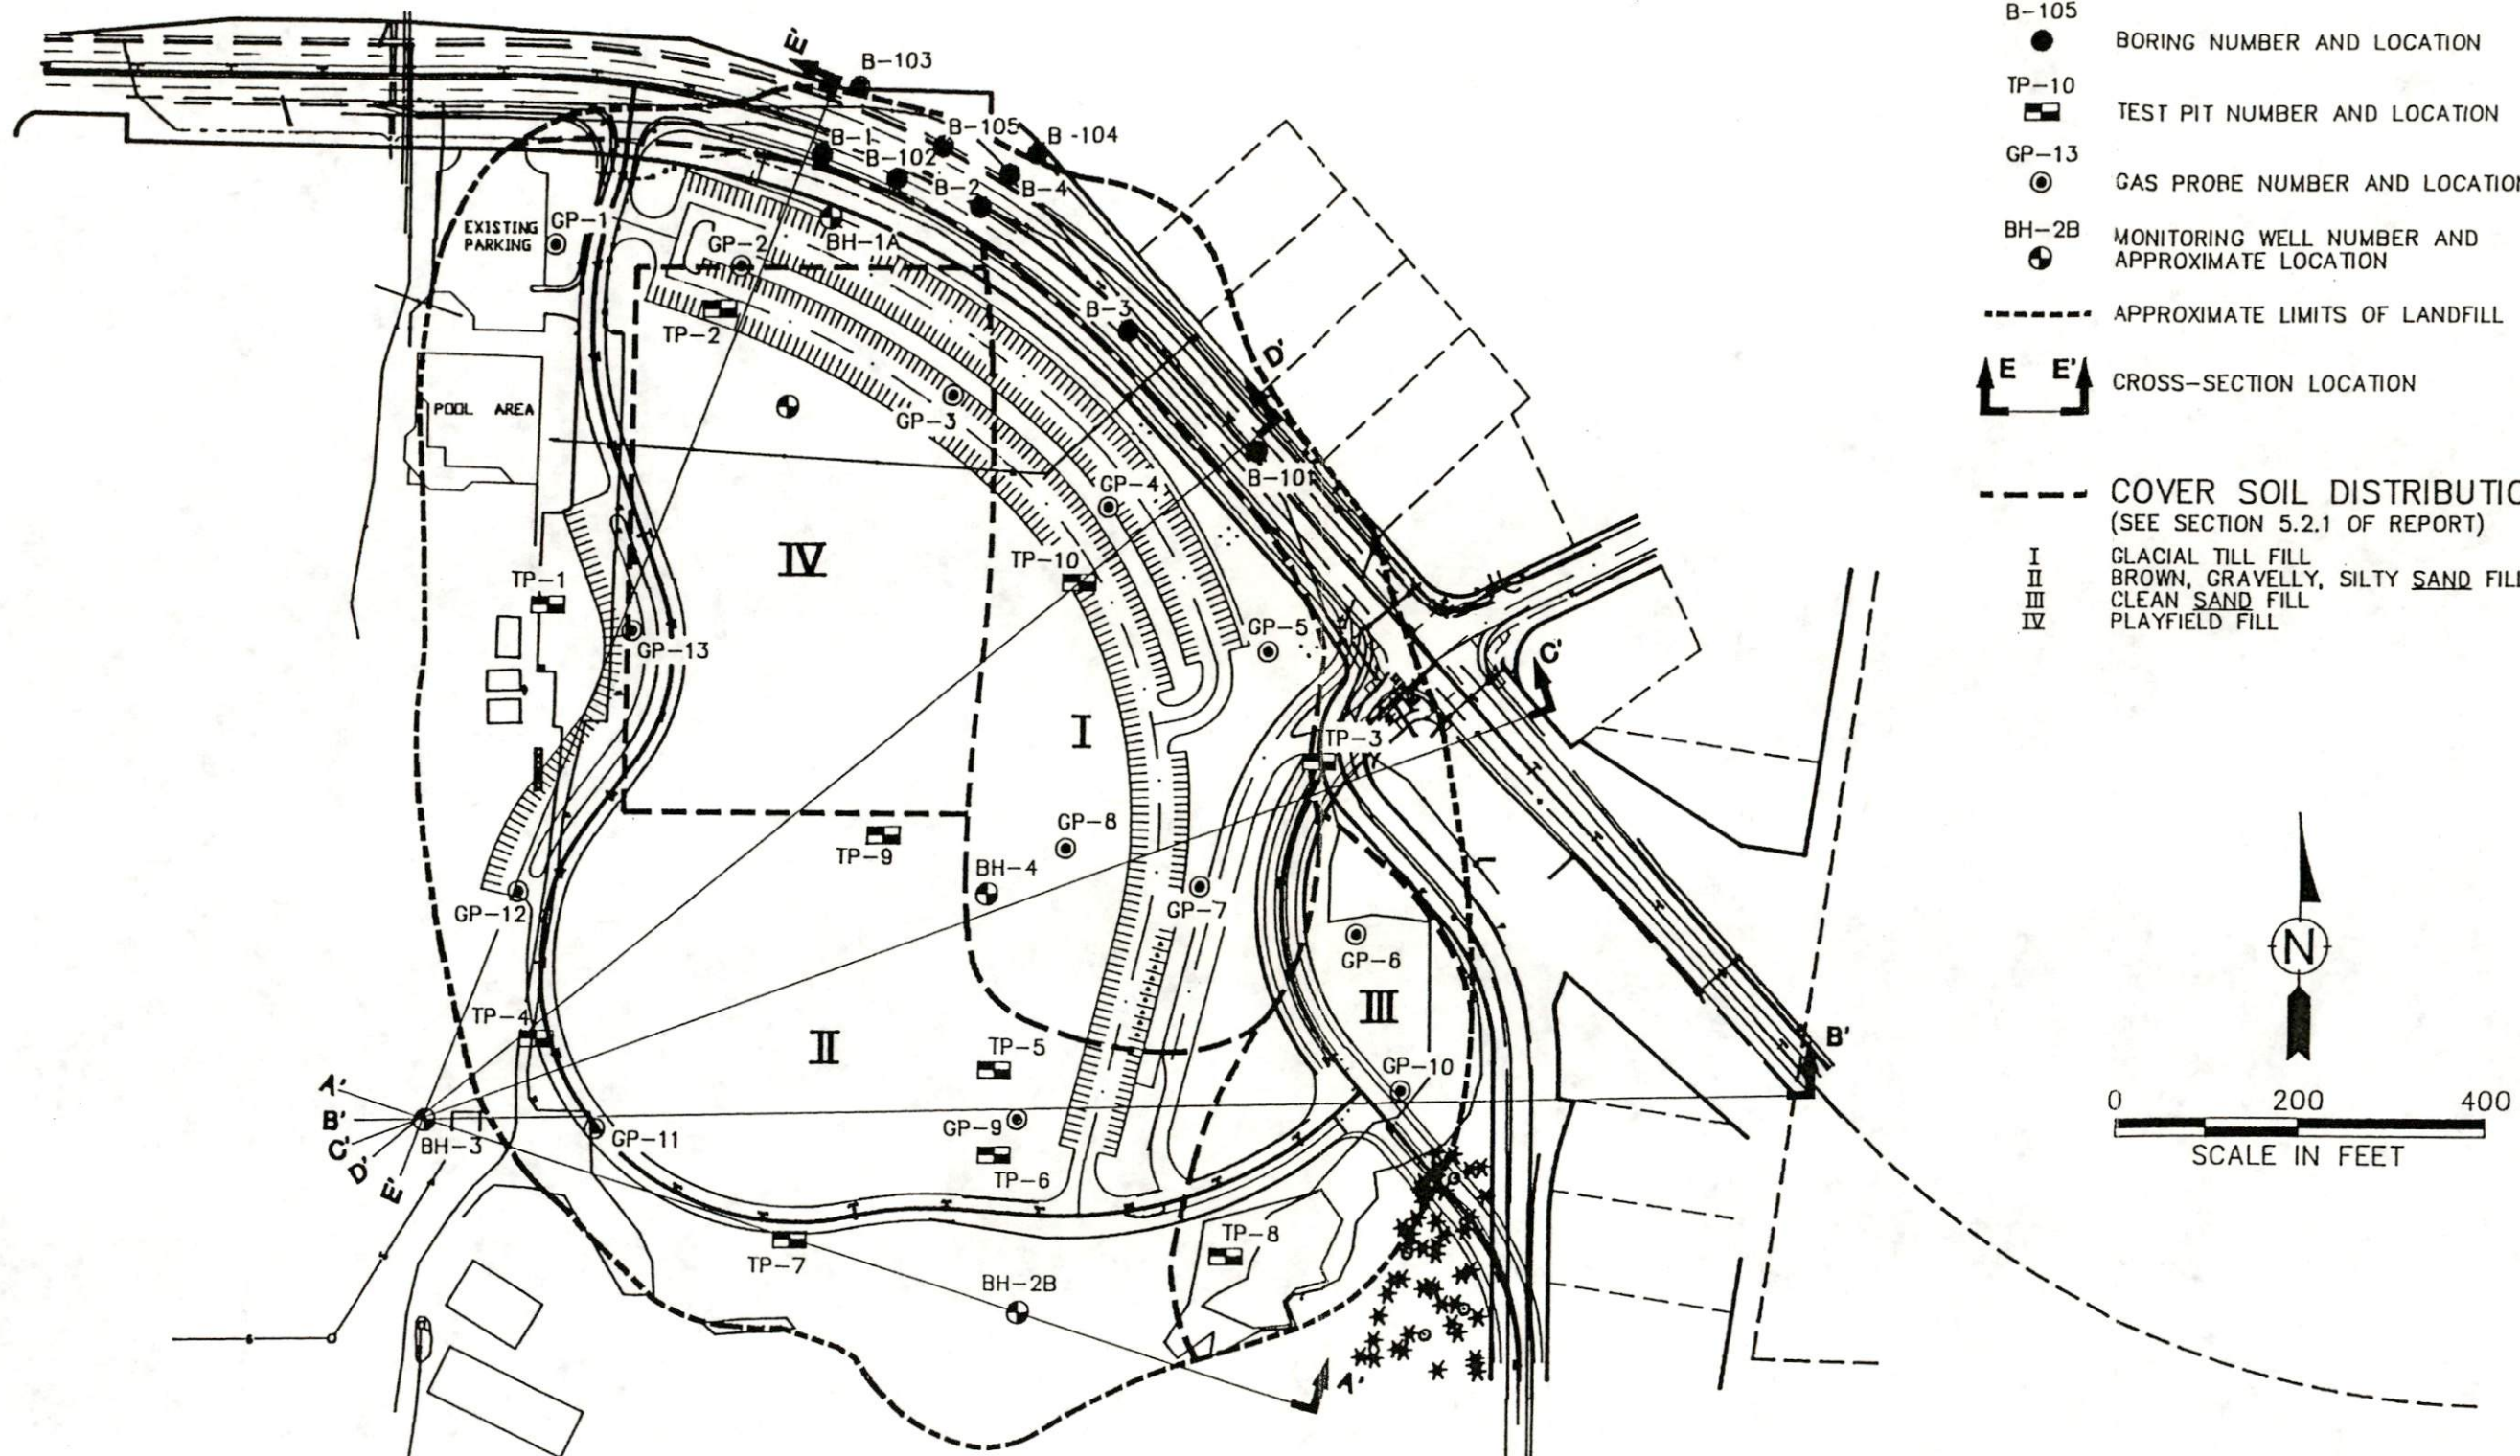 B-105
BORING NUMBER AND LOCATION
TP-10
TEST PIT NUMBER AND LOCATION
GP-13
GAS PROBE NUMBER AND LOCATION
BH-2B
MONITORING WELL NUMBER AND
APPROXIMATE LOCATION
APPROXIMATE LIMITS OF LANDFILL
E E'
CROSS-SECTION LOCATION
COVER SOIL DISTRIBUTIO
(SEE SECTION 5.2.1 OF REPORT)
I GLACIAL TILL FILL
II BROWN, GRAVELLY, SILTY SAND FILL
III CLEAN SAND FILL
IV PLAYFIELD FILL
N
0 200 400
SCALE IN FEET
E'
B-103
B-1
B-105
B-104
B-102
B-2
B-4
EXISTING
PARKING
GP-1
GP-2
BH-1A
TP-2
B-3
D'
POOL AREA
GP-3
B-101
GP-4
IV
TP-10
TP-1
GP-13
GP-5
C'
I
TP-3
GP-8
TP-9
BH-4
GP-7
GP-12
GP-6
III
TP-4
II
TP-5
GP-10
B'
A'
B'
C'
D'
E'
BH-3
GP-11
GP-9
TP-6
TP-8
TP-7
BH-2B
A'